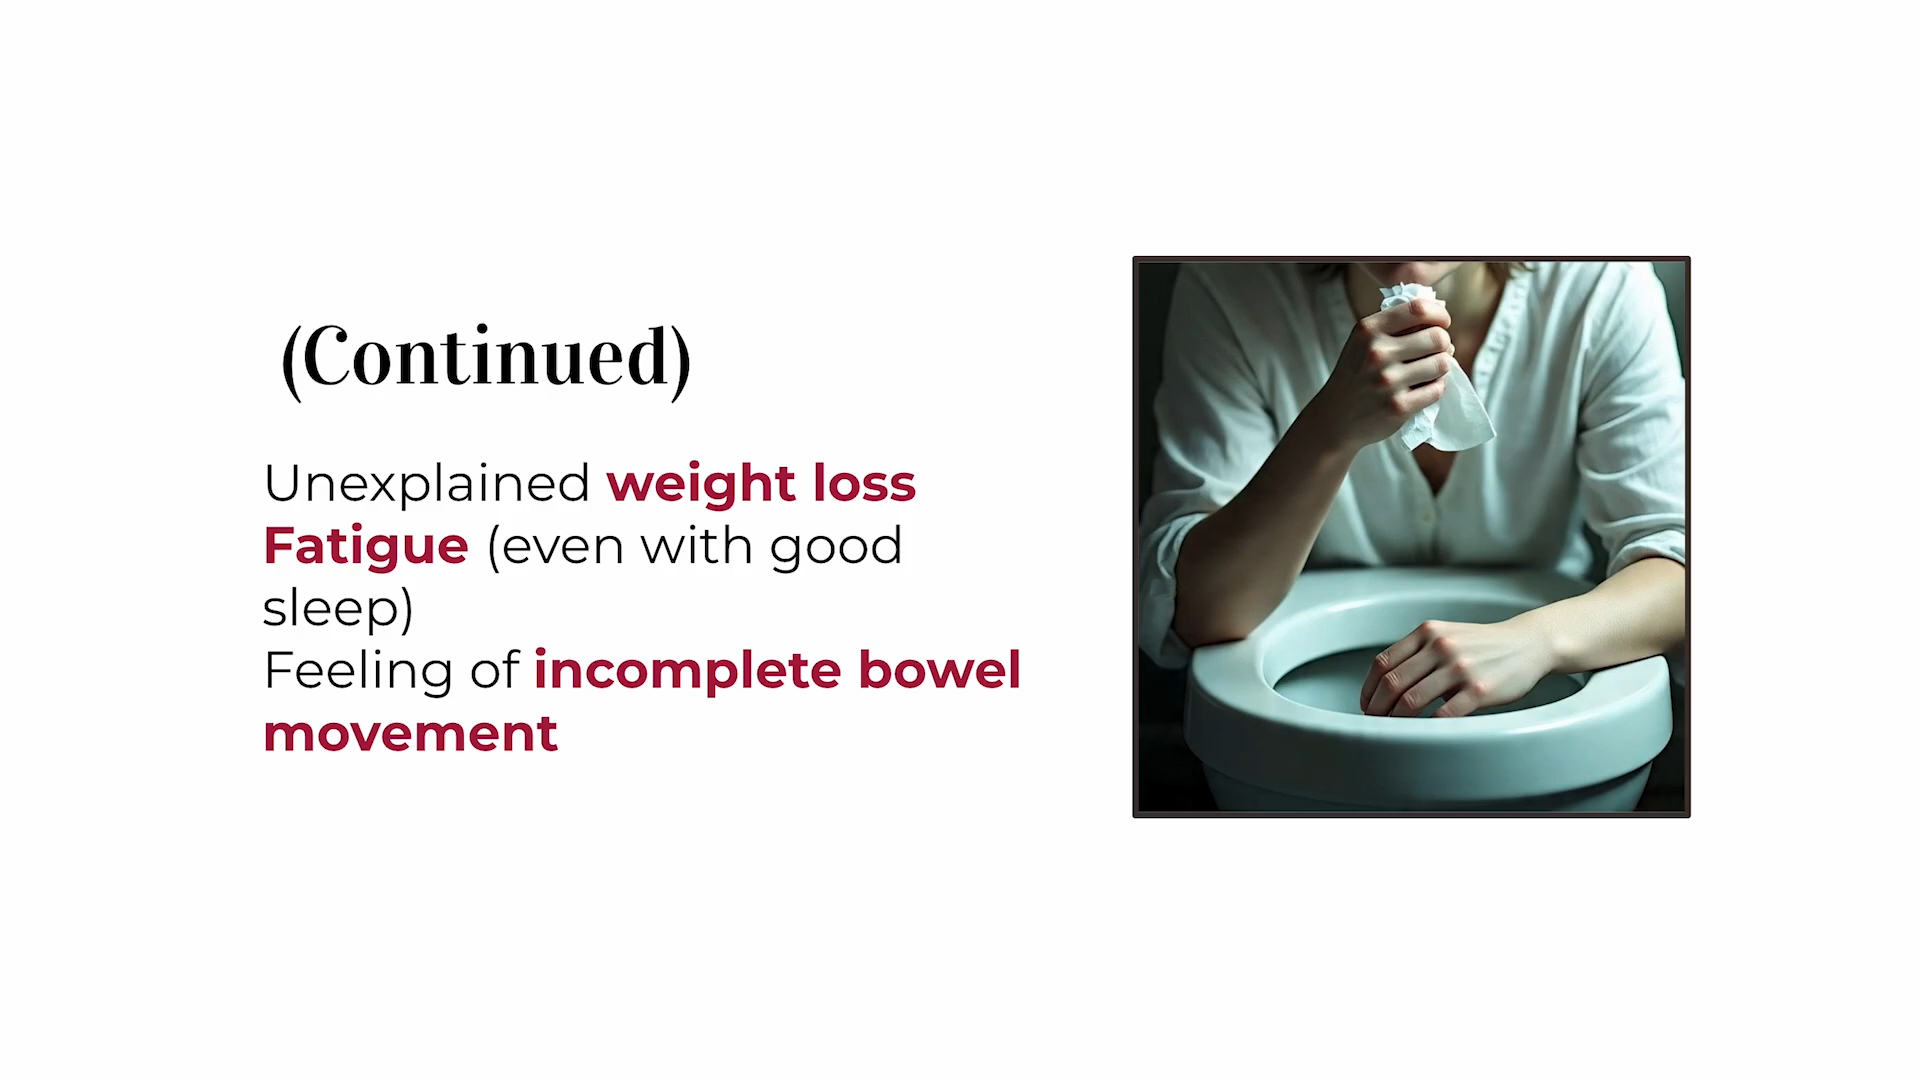 (Continued)
Unexplained weight loss
Fatigue (even with good
sleep)
Feeling of incomplete bowel
movement